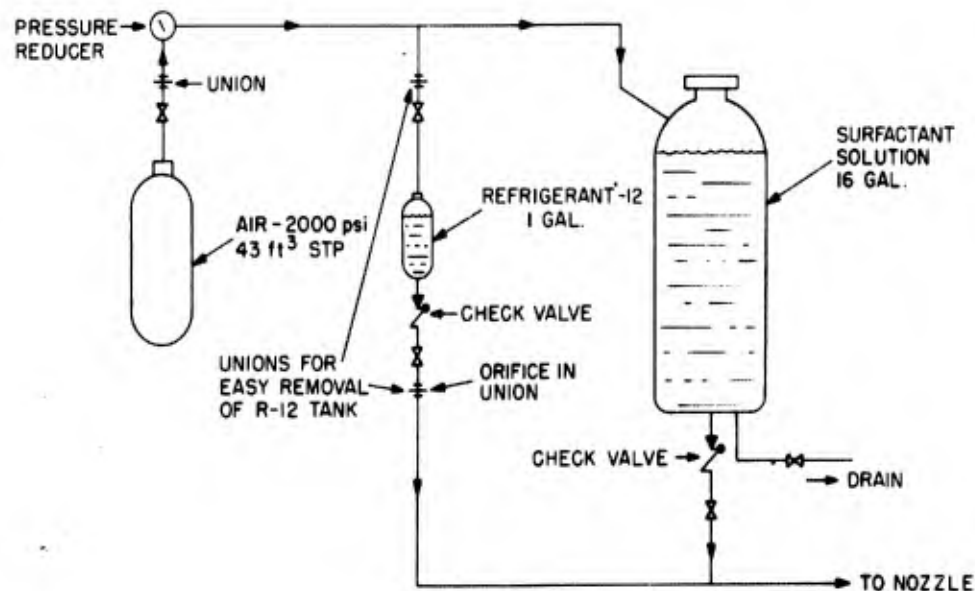 PRESSURE
REDUCER
UNION
AIR-2000 psi
43 ft³ STP
REFRIGERANT'-12
1 GAL.
SURFACTANT
SOLUTION
16 GAL.
CHECK VALVE
UNIONS FOR
EASY REMOVAL
OF R-12 TANK
ORIFICE IN
UNION
CHECK VALVE
DRAIN
TO NOZZLE